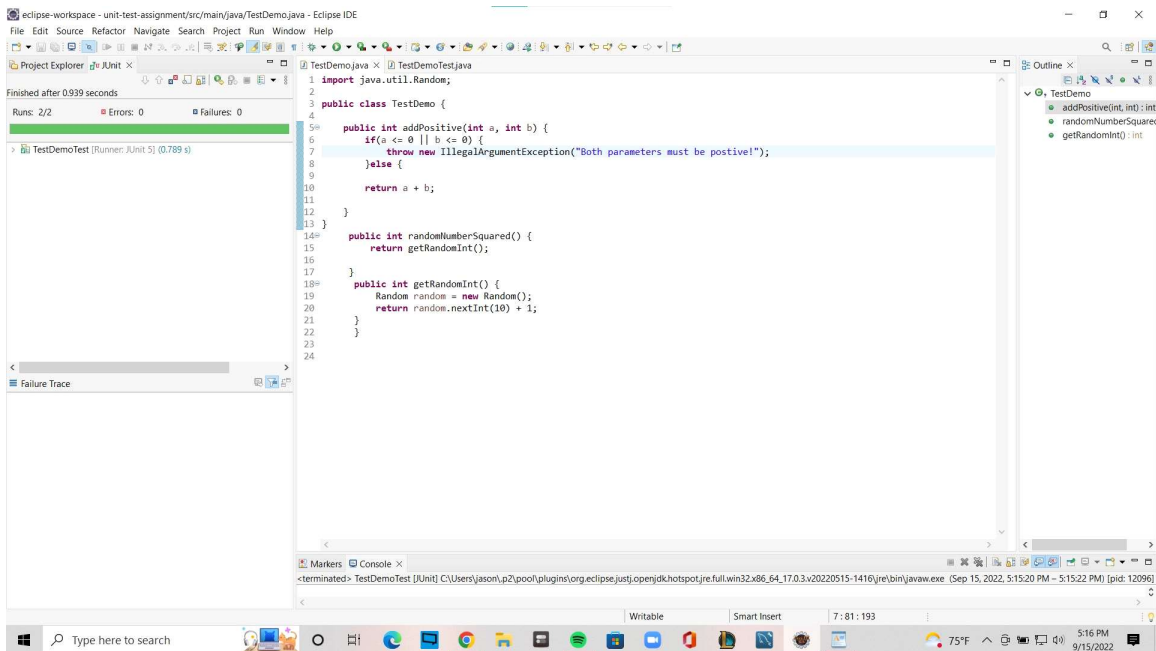 eclipse-workspace - unit-test-assignment/src/main/java/TestDemo.java - Eclipse IDE
File Edit Source Refactor Navigate Search Project Run Window Help
Project Explorer JUnit
Finished after 0.939 seconds
Runs: 2/2 Errors: 0 Failures: 0
TestDemoTest [Runner: JUnit 5] (0.789 s)
Failure Trace
TestDemo.java TestDemoTest.java
1 import java.util.Random;
2
3 public class TestDemo {
4
5 public int addPositive(int a, int b) {
6 if(a <= 0 || b <= 0) {
7 throw new IllegalArgumentException("Both parameters must be postive!");
8 }else {
9
10 return a + b;
11
12 }
13 }
14 public int randomNumberSquared() {
15 return getRandomInt();
16
17 }
18 public int getRandomInt() {
19 Random random = new Random();
20 return random.nextInt(10) + 1;
21 }
22 }
23
24
Outline
TestDemo
addPositive(int, int) : int
randomNumberSquared
getRandomInt() : int
Markers Console
<terminated> TestDemoTest [JUnit] C:\Users\jason\.p2\pool\plugins\org.eclipse.justj.openjdk.hotspot.jre.full.win32.x86_64_17.0.3.v20220515-1416\jre\bin\javaw.exe (Sep 15, 2022, 5:15:20 PM – 5:15:22 PM) [pid: 12096]
Writable Smart Insert 7 : 81 : 193
Type here to search
75°F
5:16 PM
9/15/2022